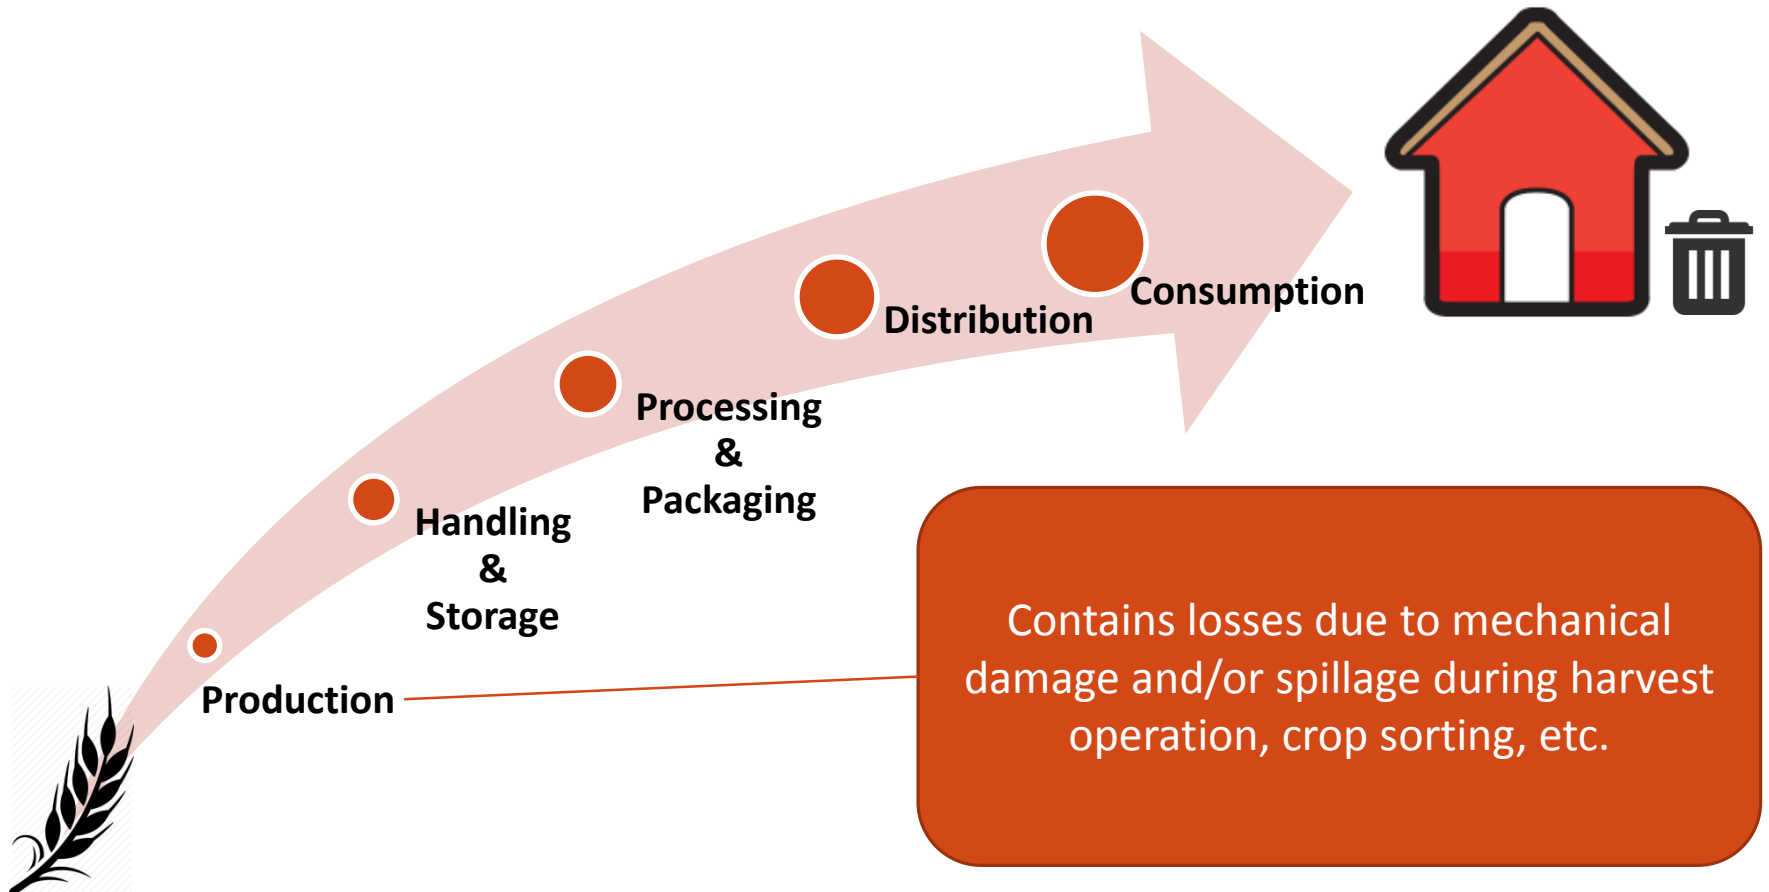 Consumption
Distribution
Processing
&
Packaging
Handling
&
Storage
Production
Contains losses due to mechanical
damage and/or spillage during harvest
operation, crop sorting, etc.